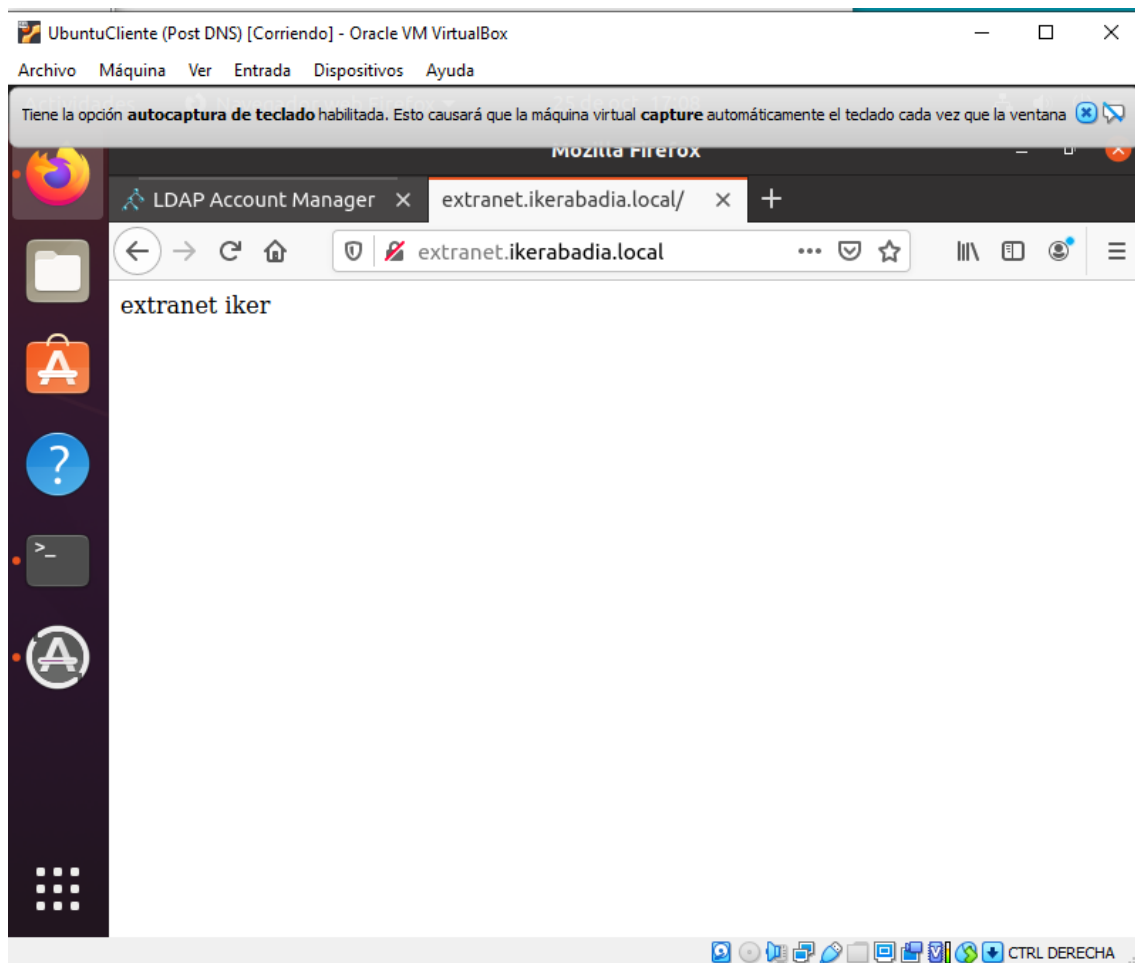 UbuntuCliente (Post DNS) [Corriendo] - Oracle VM VirtualBox
Archivo Máquina Ver Entrada Dispositivos Ayuda
Tiene la opción autocaptura de teclado habilitada. Esto causará que la máquina virtual capture automáticamente el teclado cada vez que la ventana
Mozilla Firefox
LDAP Account Manager extranet.ikerabadia.local/
extranet.ikerabadia.local
extranet iker
CTRL DERECHA